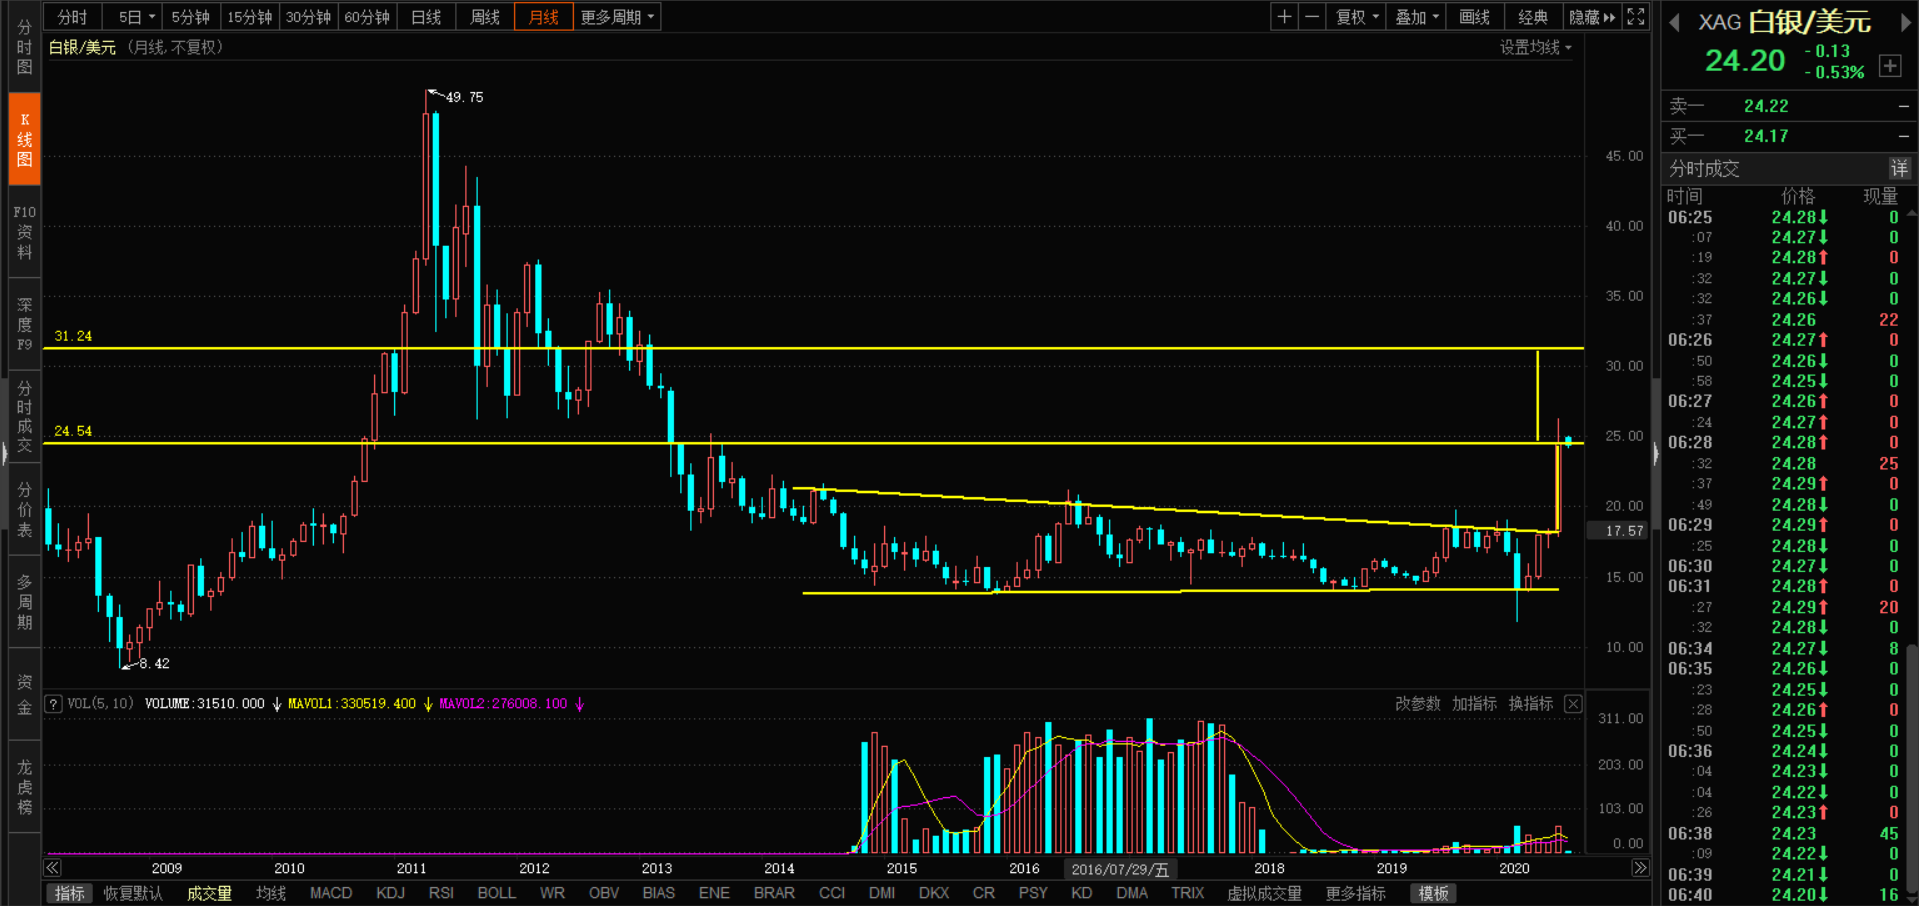 分时 5日 5分钟 15分钟 30分钟 60分钟 日线 周线 月线 更多周期 复权 叠加 画线 经典 隐藏
分时图
K线图
F10资料
深度F9
分时成交
分价表
多周期
资金
龙虎榜
白银/美元 (月线,不复权) 设置均线
49.75
8.42
31.24
24.54
45.00
40.00
35.00
30.00
25.00
20.00
17.57
15.00
10.00
? VOL(5,10) VOLUME:31510.000 ↓ MAVOL1:330519.400 ↓ MAVOL2:276008.100 ↓ 改参数 加指标 换指标
311.00
203.00
103.00
0.00
2009 2010 2011 2012 2013 2014 2015 2016 2016/07/29/五 2018 2019 2020
指标 恢复默认 成交量 均线 MACD KDJ RSI BOLL WR OBV BIAS ENE BRAR CCI DMI DKX CR PSY KD DMA TRIX 虚拟成交量 更多指标 模板
XAG 白银/美元
24.20 -0.13
-0.53%
卖一 24.22 —
买一 24.17 —
分时成交 详
时间 价格 现量
06:25 24.28↓ 0
:07 24.27↓ 0
:19 24.28↑ 0
:32 24.27↓ 0
:32 24.26↓ 0
:37 24.26 22
06:26 24.27↑ 0
:50 24.26↓ 0
:58 24.25↓ 0
06:27 24.26↑ 0
:24 24.27↑ 0
06:28 24.28↑ 0
:32 24.28 25
:37 24.29↑ 0
:49 24.28↓ 0
06:29 24.29↑ 0
:25 24.28↓ 0
06:30 24.27↓ 0
06:31 24.28↑ 0
:27 24.29↑ 20
:32 24.28↓ 0
06:34 24.27↓ 8
06:35 24.26↓ 0
:23 24.25↓ 0
:28 24.26↑ 0
:50 24.25↓ 0
06:36 24.24↓ 0
:04 24.23↓ 0
:04 24.22↓ 0
:26 24.23↑ 0
06:38 24.23 45
:09 24.22↓ 0
06:39 24.21↓ 0
06:40 24.20↓ 16